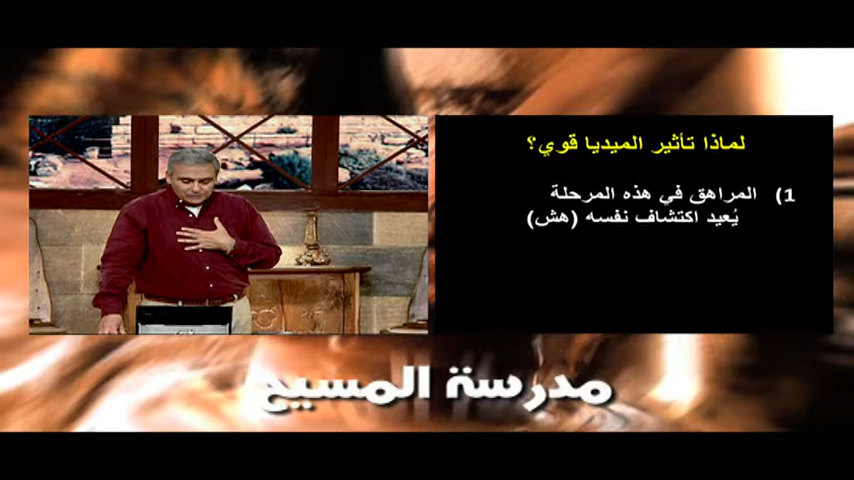 لماذا تأثير الميديا قوي؟
1) المراهق في هذه المرحلة
يُعيد اكتشاف نفسه (هش)
مدرسة المسيح